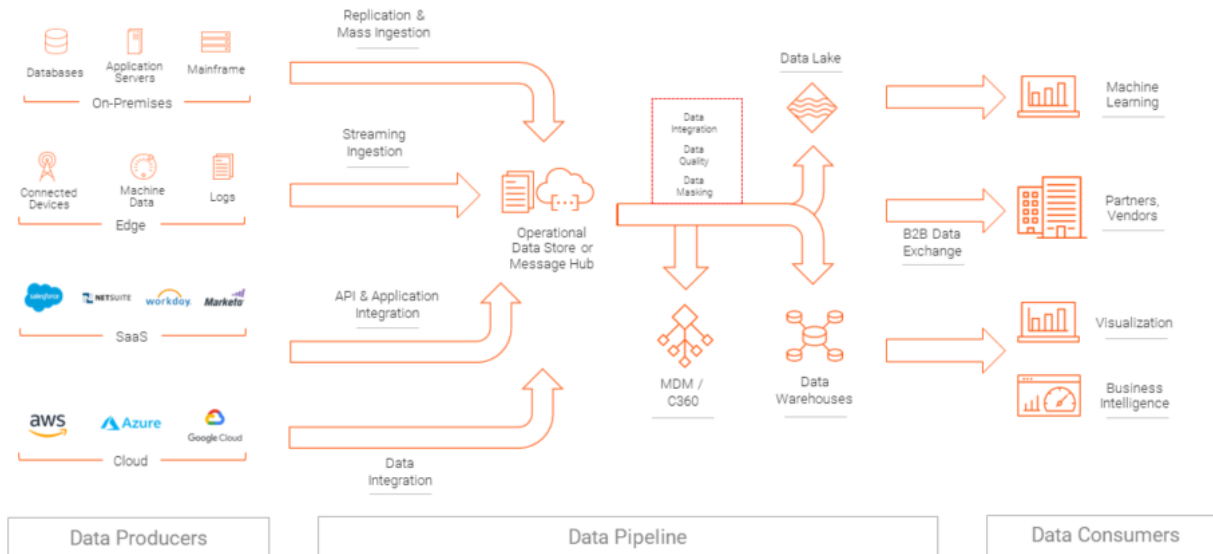 Replication &
Mass Ingestion
Databases
Application
Servers
Mainframe
On-Premises
Streaming
Ingestion
Connected
Devices
Machine
Data
Logs
Edge
salesforce
NETSUITE
workday.
Marketo
SaaS
API & Application
Integration
aws
Azure
Google Cloud
Cloud
Data
Integration
Operational
Data Store or
Message Hub
Data
Integration
Data
Quality
Data
Masking
Data Lake
MDM /
C360
Data
Warehouses
B2B Data
Exchange
Machine
Learning
Partners,
Vendors
Visualization
Business
Intelligence
Data Producers
Data Pipeline
Data Consumers